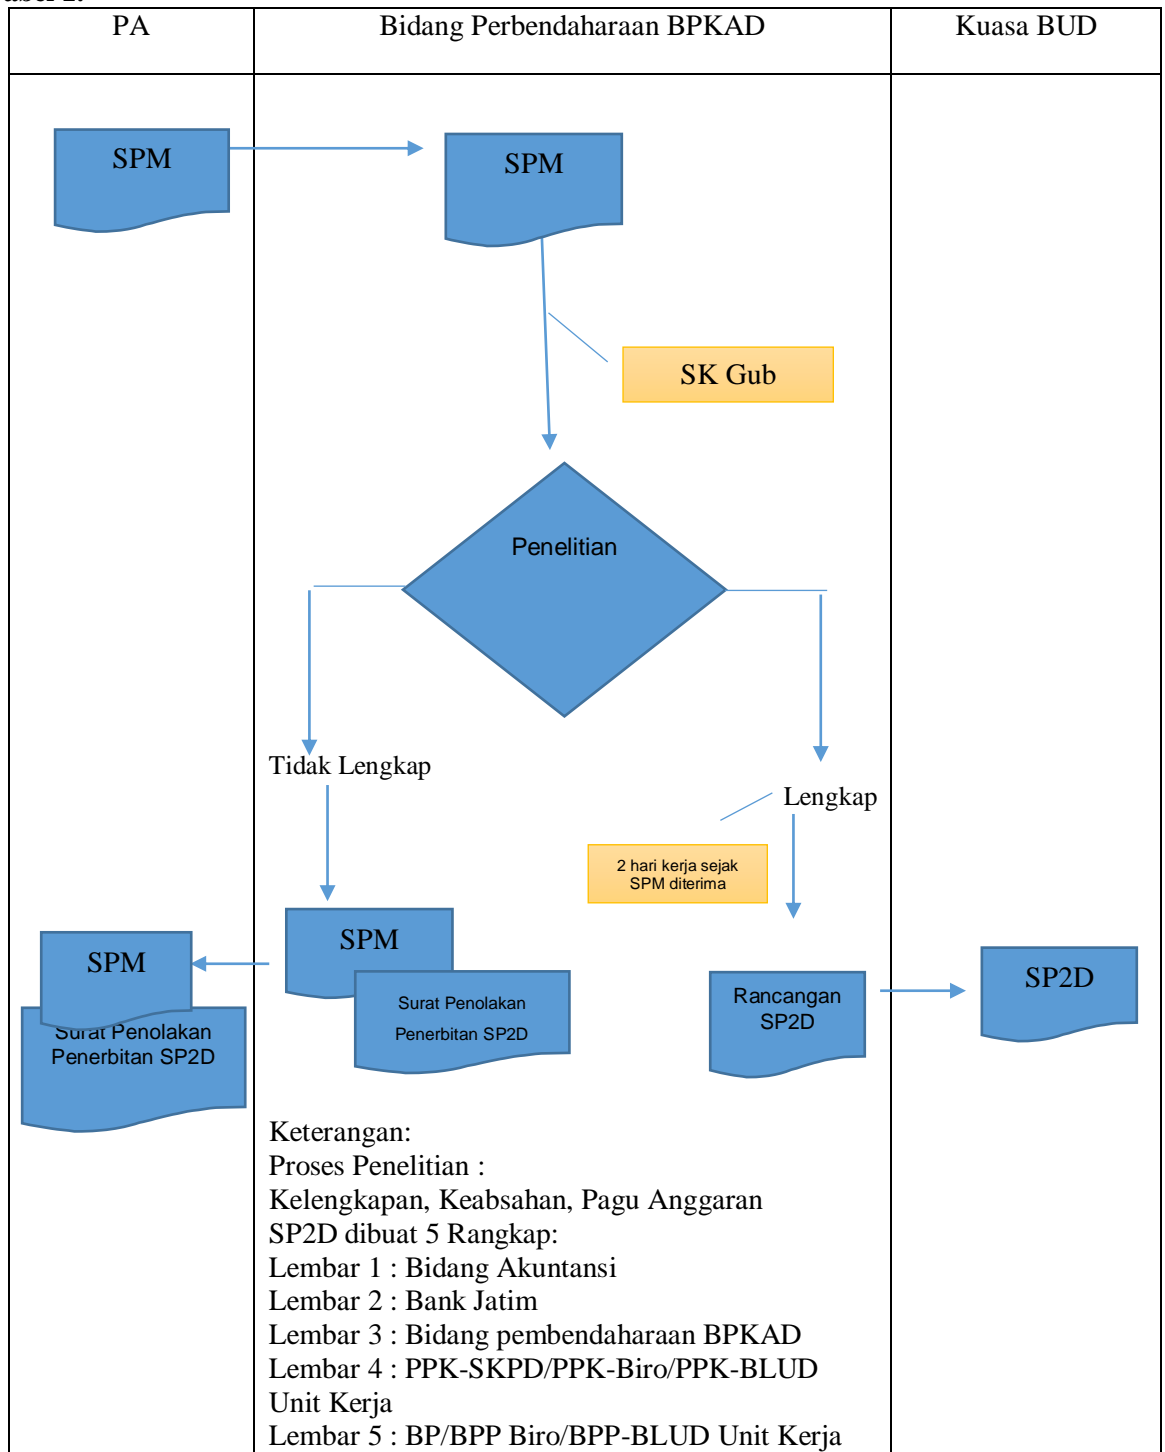 PA
Bidang Perbendaharaan BPKAD
Kuasa BUD
SPM
SPM
SK Gub
Penelitian
Tidak Lengkap
Lengkap
2 hari kerja sejak
SPM diterima
SPM
Surat Penolakan
Penerbitan SP2D
SPM
Surat Penolakan
Penerbitan SP2D
Rancangan
SP2D
SP2D
Keterangan:
Proses Penelitian :
Kelengkapan, Keabsahan, Pagu Anggaran
SP2D dibuat 5 Rangkap:
Lembar 1 : Bidang Akuntansi
Lembar 2 : Bank Jatim
Lembar 3 : Bidang pembendaharaan BPKAD
Lembar 4 : PPK-SKPD/PPK-Biro/PPK-BLUD
Unit Kerja
Lembar 5 : BP/BPP Biro/BPP-BLUD Unit Kerja